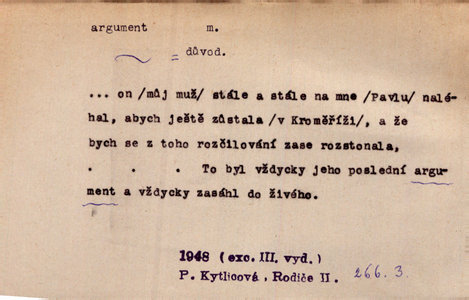 argument m.
= důvod.
... on /můj muž/ stále a stále na mne /Pavlu/ nalé-
hal, abych ještě zůstala /v Kroměříži/, a že
bych se z toho rozčilování zase rozstonala,
. . . To byl vždycky jeho poslední argu-
ment a vždycky zasáhl do živého.
1948 (exc. III. vyd.)
P. Kytlicová, Rodiče II. 266.3.